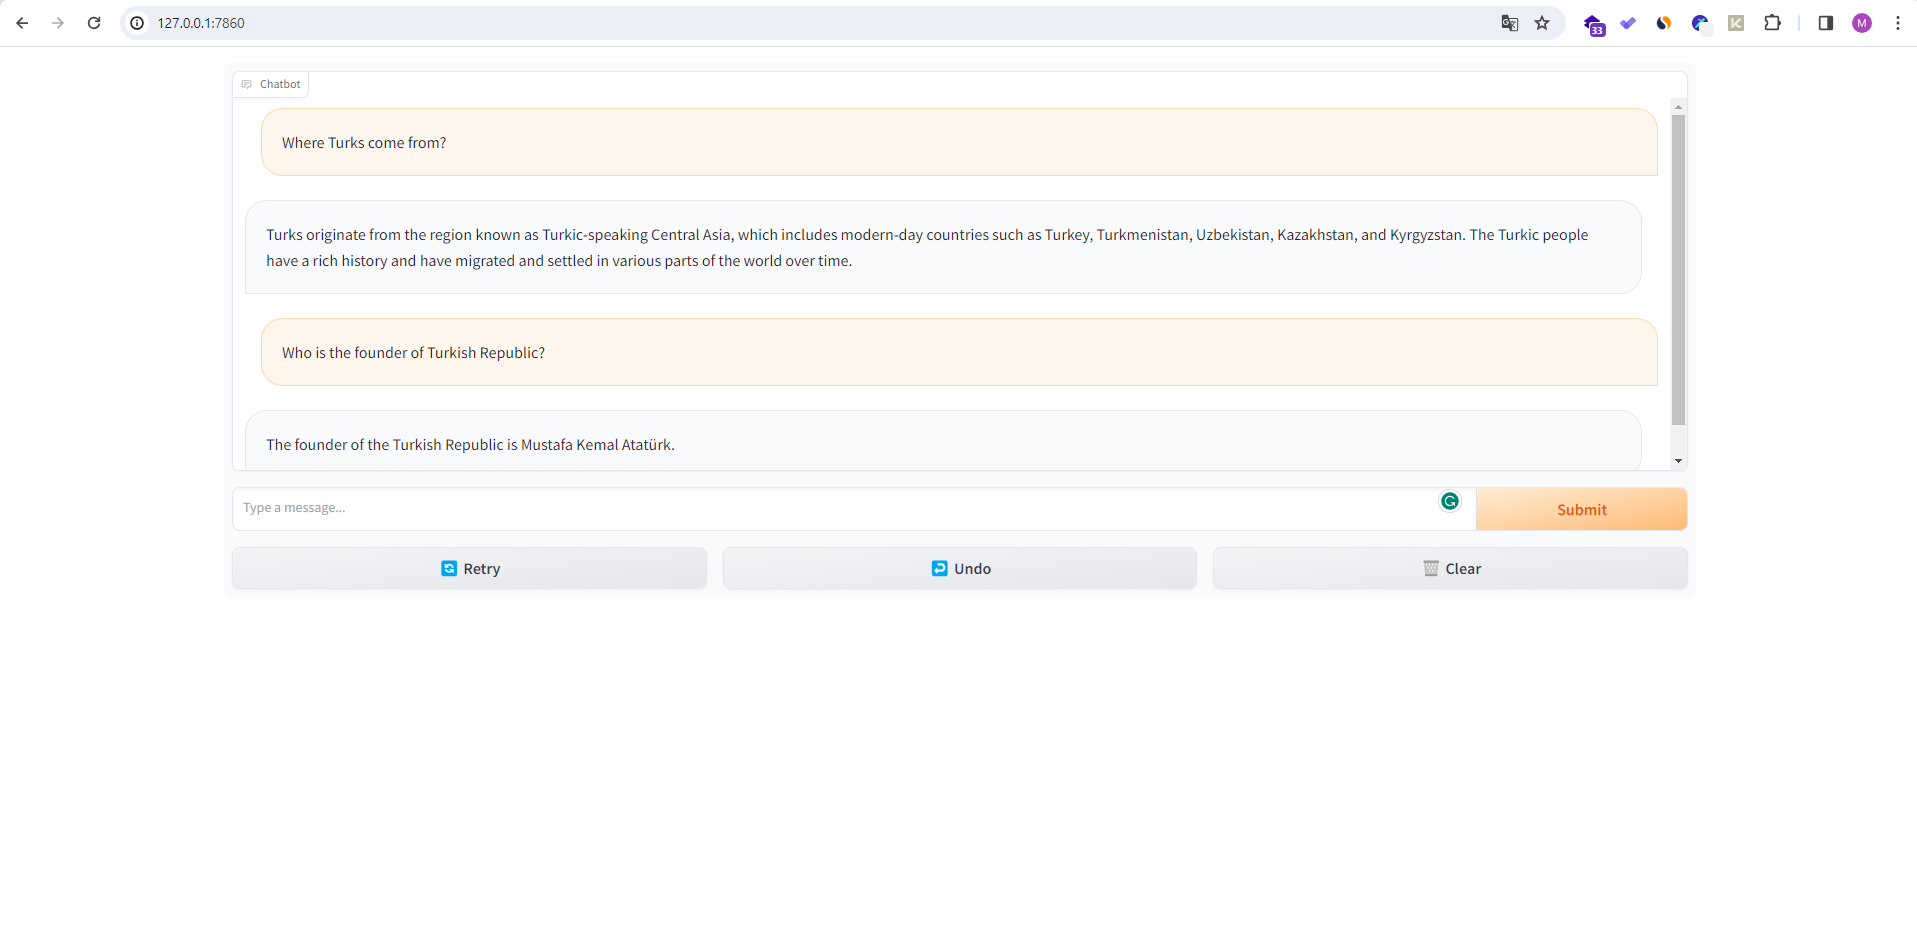 127.0.0.1:7860
33
M
Chatbot
Where Turks come from?
Turks originate from the region known as Turkic-speaking Central Asia, which includes modern-day countries such as Turkey, Turkmenistan, Uzbekistan, Kazakhstan, and Kyrgyzstan. The Turkic people
have a rich history and have migrated and settled in various parts of the world over time.
Who is the founder of Turkish Republic?
The founder of the Turkish Republic is Mustafa Kemal Atatürk.
Type a message...
Submit
Retry
Undo
Clear